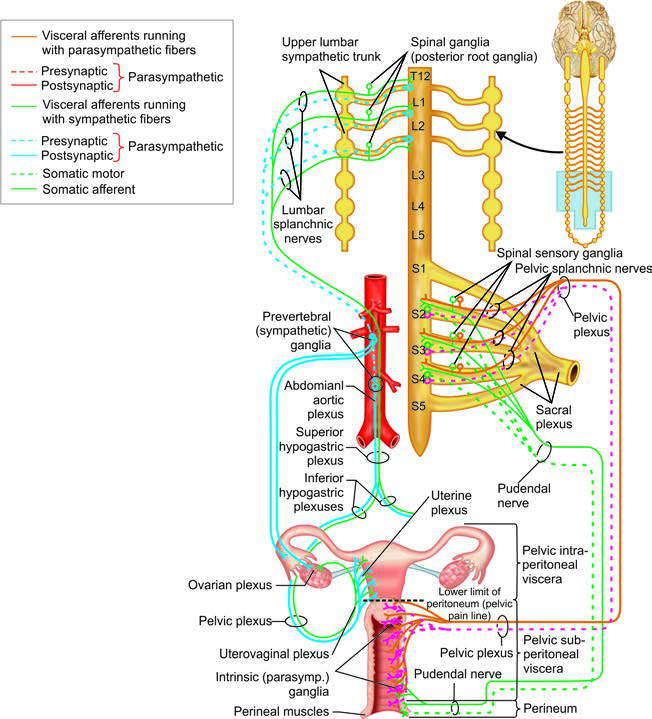 Visceral afferents running
with parasympathetic fibers
Presynaptic
Postsynaptic
Parasympathetic
Visceral afferents running
with sympathetic fibers
Presynaptic
Postsynaptic
Parasympathetic
Somatic motor
Somatic afferent
Upper lumbar
sympathetic trunk
Spinal ganglia
(posterior root ganglia)
T12
L1
L2
L3
L4
L5
S1
S2
S3
S4
S5
Lumbar
splanchnic
nerves
Spinal sensory ganglia
Pelvic splanchnic nerves
Pelvic
plexus
Prevertebral
(sympathetic)
ganglia
Abdomianl
aortic
plexus
Sacral
plexus
Superior
hypogastric
plexus
Inferior
hypogastric
plexuses
Pudendal
nerve
Uterine
plexus
Pelvic intra-
peritoneal
viscera
Ovarian plexus
Lower limit of
peritoneum (pelvic
pain line)
Pelvic plexus
Uterovaginal plexus
Pelvic plexus
Pelvic sub-
peritoneal
viscera
Intrinsic (parasymp.)
ganglia
Pudendal nerve
Perineal muscles
Perineum